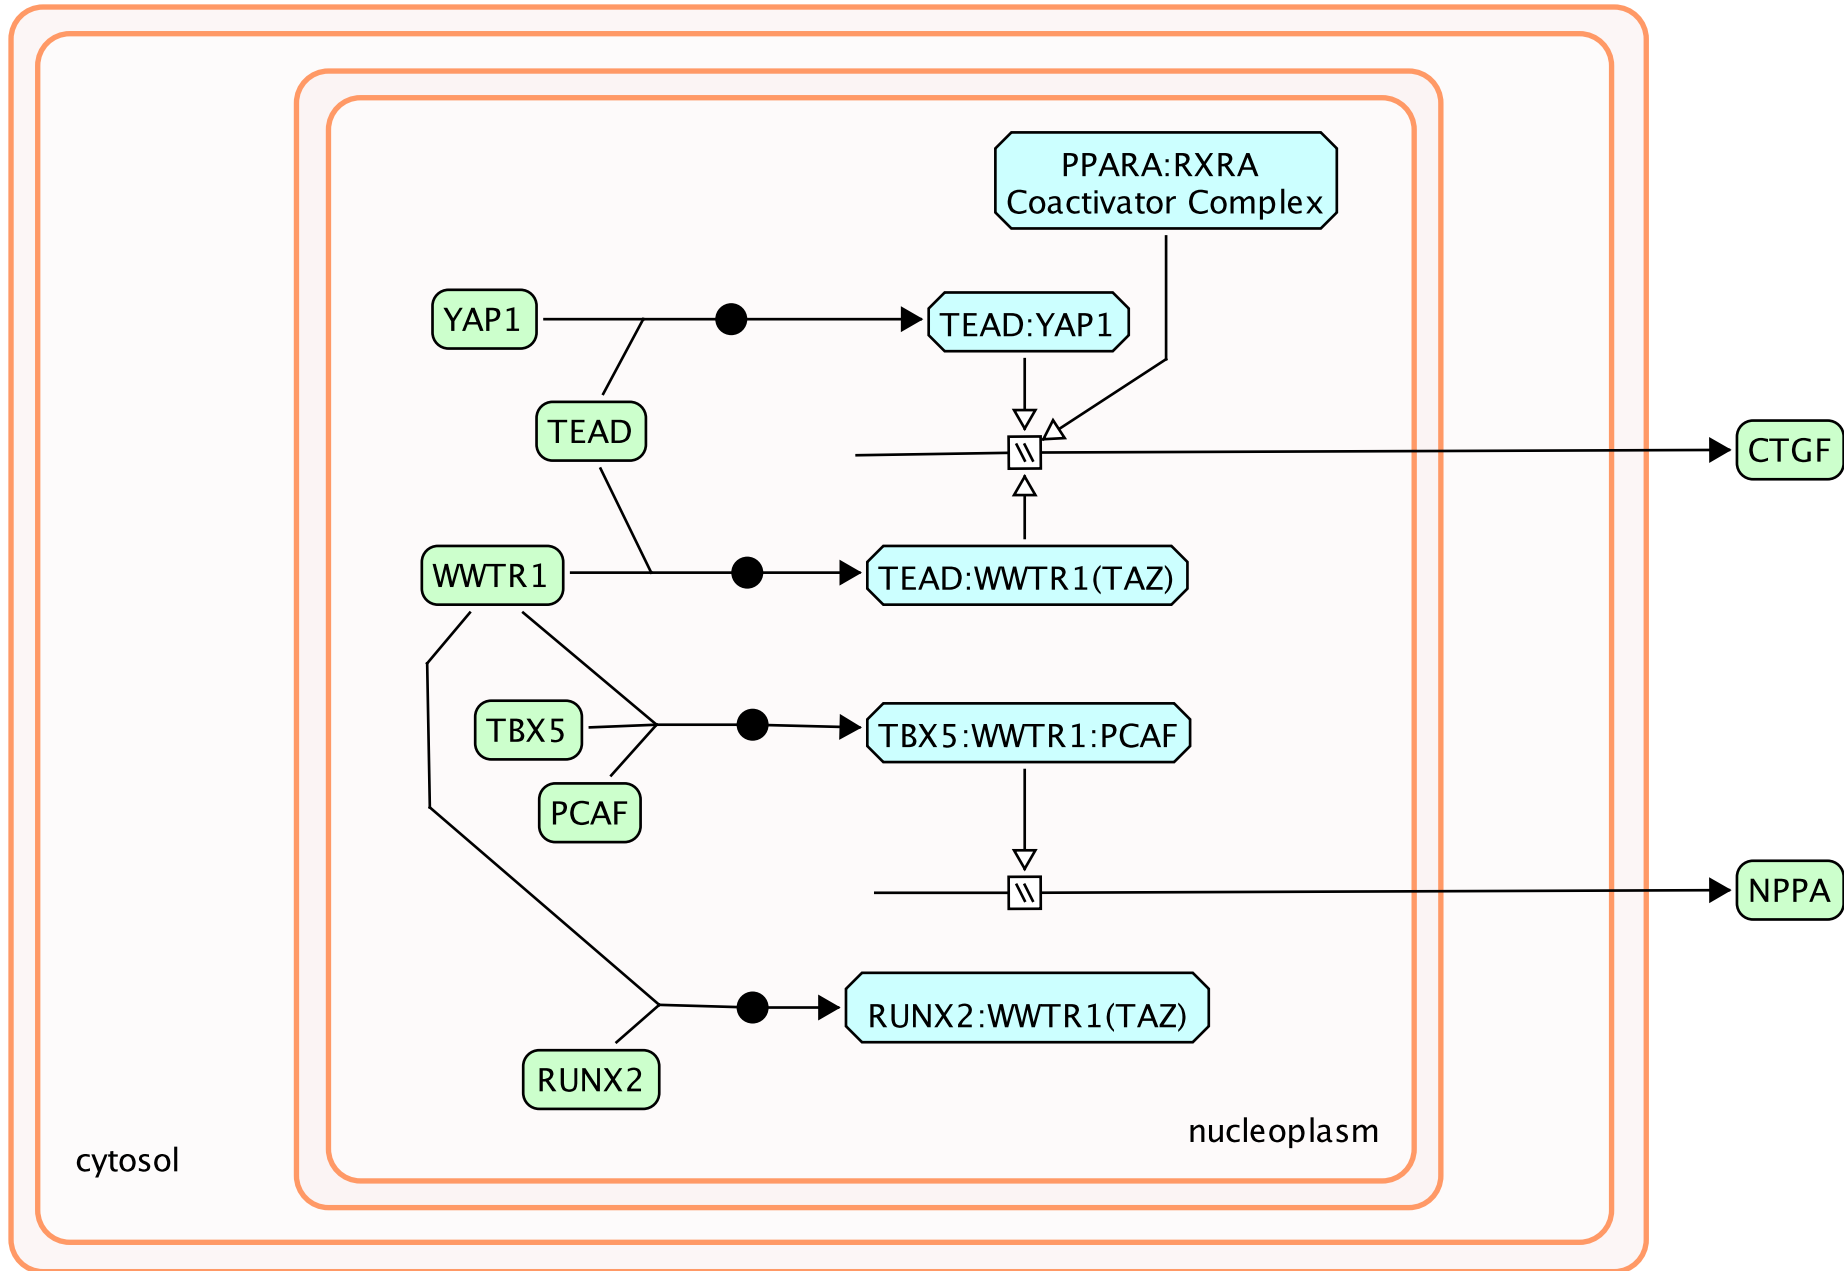 PPARA:RXRA
Coactivator Complex
YAP1
TEAD:YAP1
TEAD
CTGF
WWTR1
TEAD:WWTR1(TAZ)
TBX5
TBX5:WWTR1:PCAF
PCAF
NPPA
RUNX2:WWTR1(TAZ)
RUNX2
nucleoplasm
cytosol